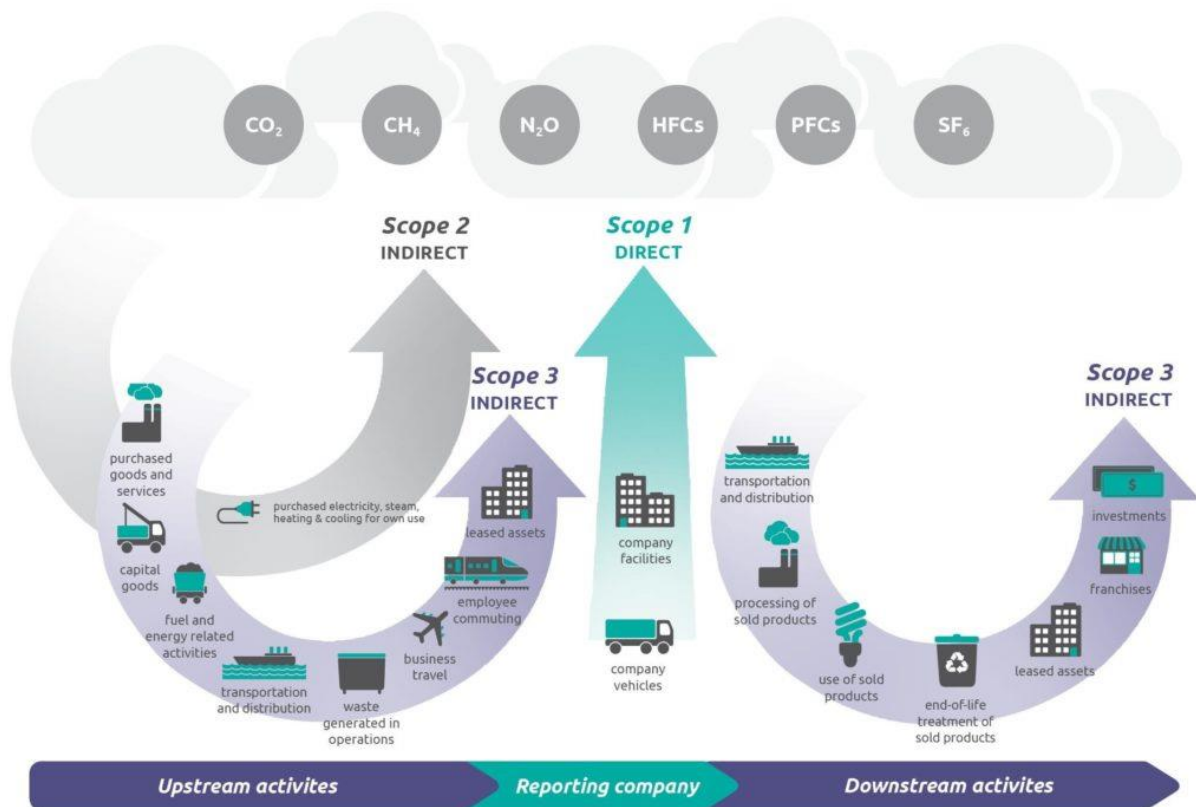 CO₂
CH₄
N₂O
HFCs
PFCs
SF₆
Scope 2
INDIRECT
Scope 1
DIRECT
Scope 3
INDIRECT
Scope 3
INDIRECT
purchased
goods and
services
capital
goods
fuel and
energy related
activities
transportation
and distribution
waste
generated in
operations
business
travel
employee
commuting
leased assets
purchased electricity, steam,
heating & cooling for own use
company
facilities
company
vehicles
transportation
and distribution
processing of
sold products
use of sold
products
end-of-life
treatment of
sold products
leased assets
franchises
$
investments
Upstream activites
Reporting company
Downstream activites